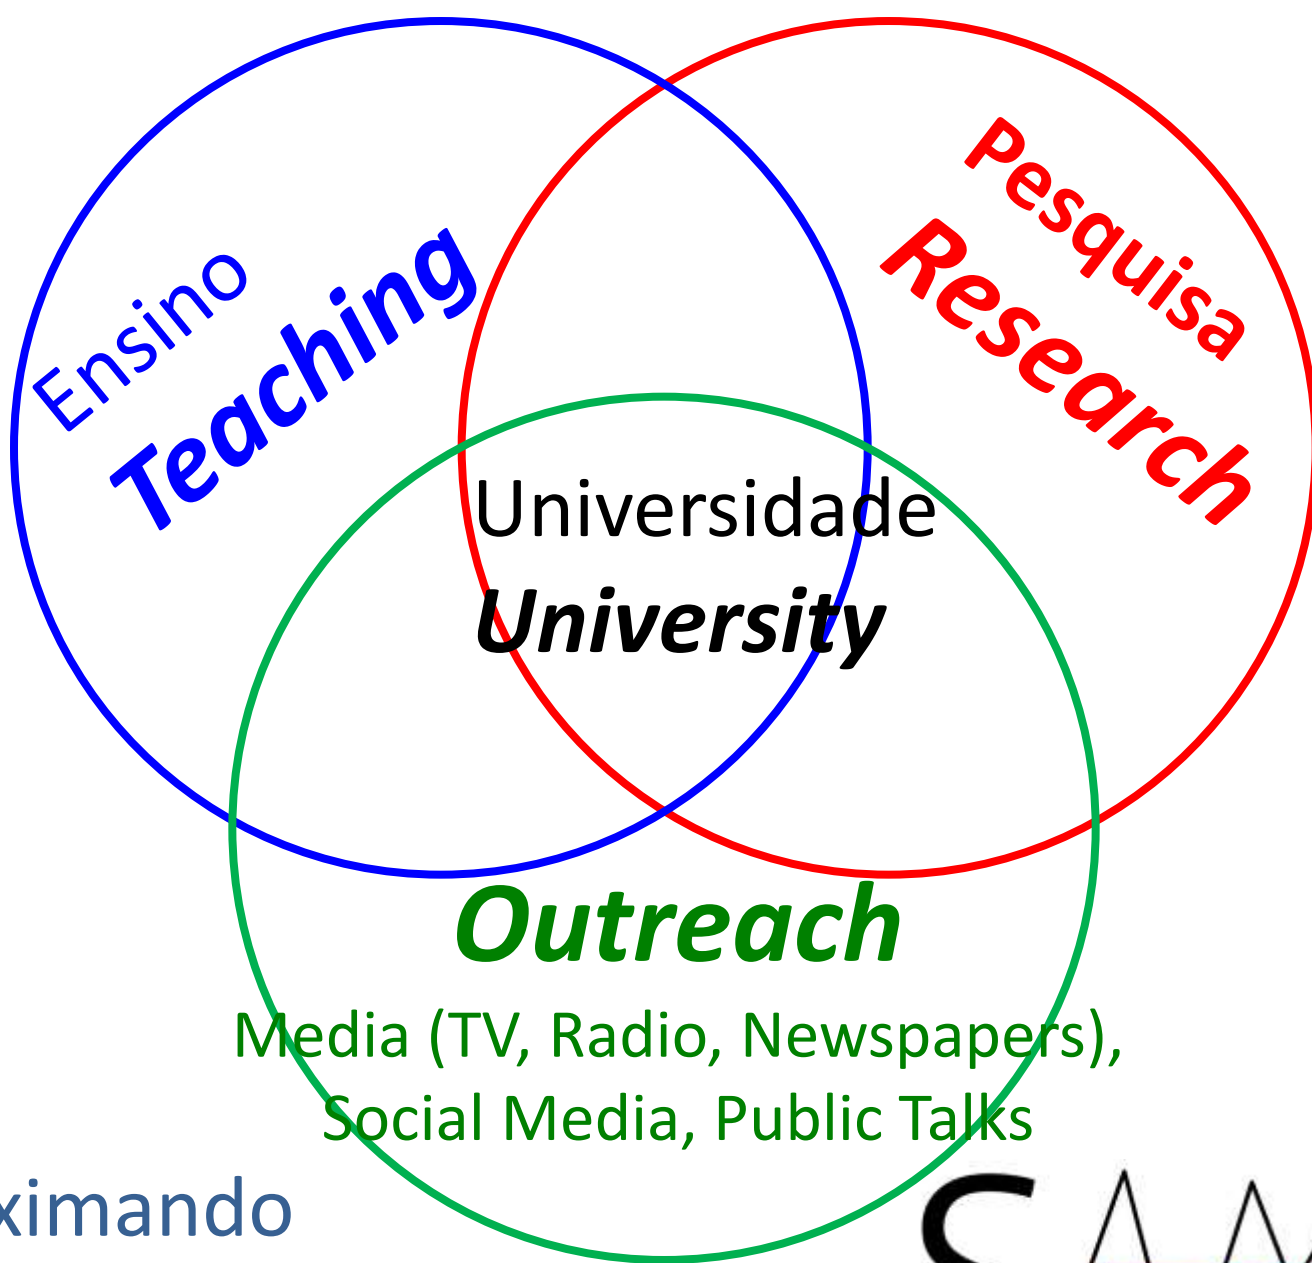 Ensino
Teaching
Pesquisa
Research
Universidade
University
Outreach
Media (TV, Radio, Newspapers),
Social Media, Public Talks
ximando